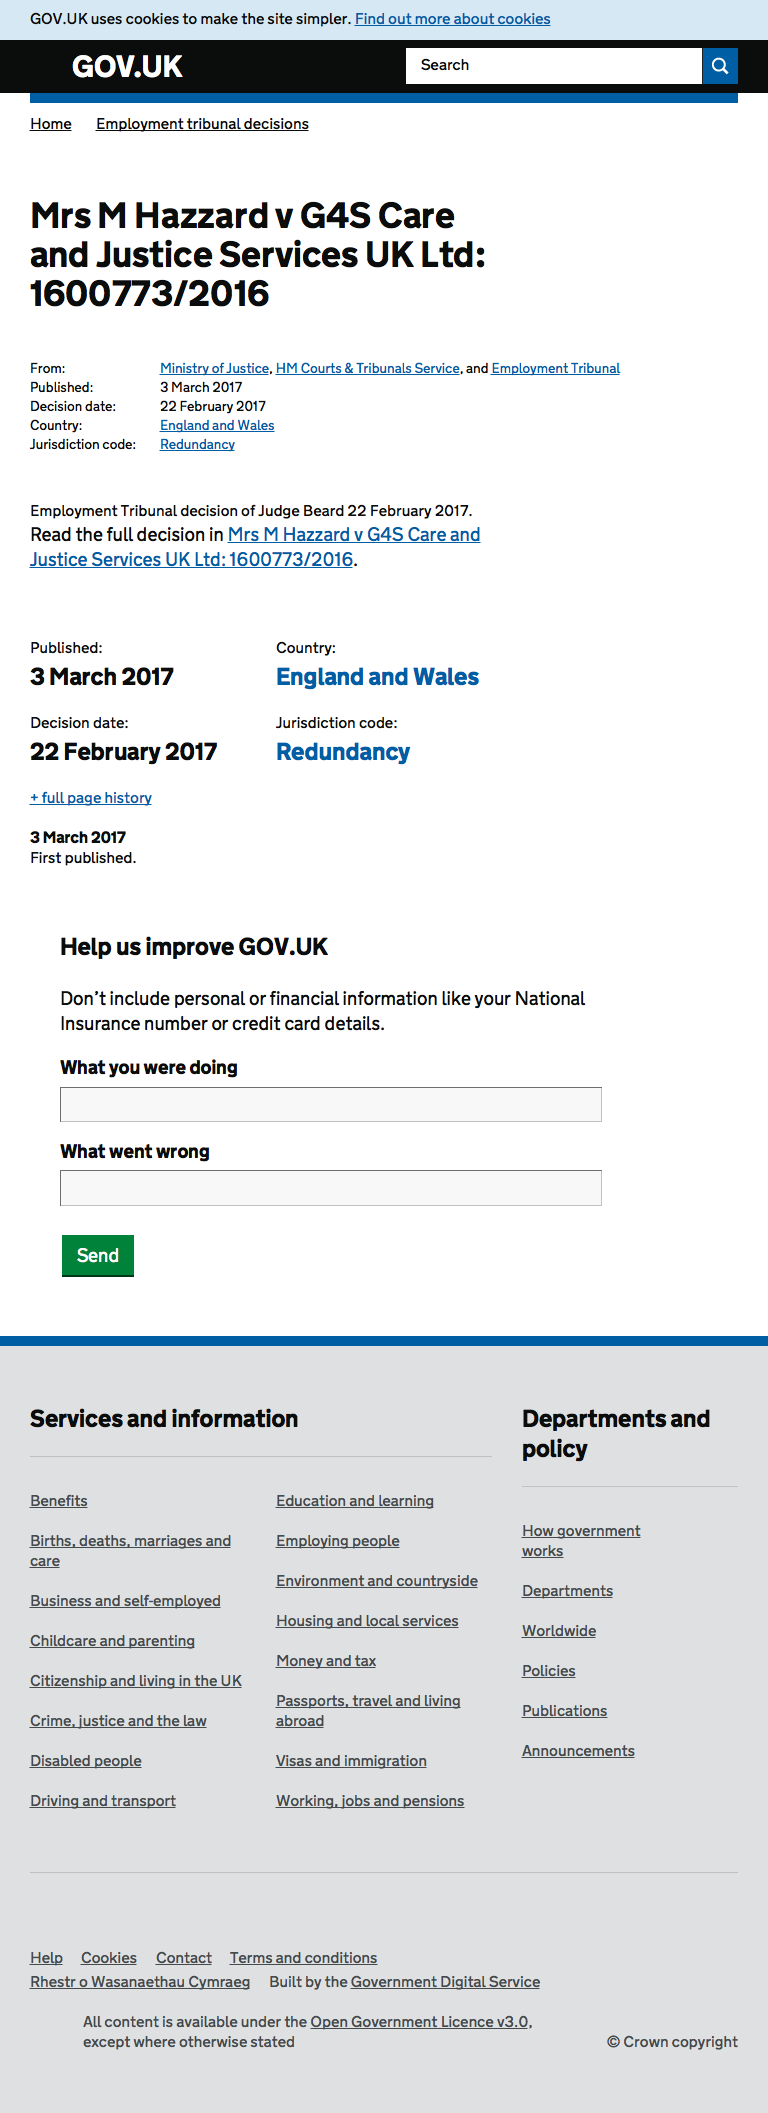 GOV.UK uses cookies to make the site simpler. Find out more about cookies
GOV.UK
Search
Home Employment tribunal decisions
Mrs M Hazzard v G4S Care
and Justice Services UK Ltd:
1600773/2016
From: Ministry of Justice, HM Courts & Tribunals Service, and Employment Tribunal
Published: 3 March 2017
Decision date: 22 February 2017
Country: England and Wales
Jurisdiction code: Redundancy
Employment Tribunal decision of Judge Beard 22 February 2017.
Read the full decision in Mrs M Hazzard v G4S Care and
Justice Services UK Ltd: 1600773/2016.
Published: Country:
3 March 2017 England and Wales
Decision date: Jurisdiction code:
22 February 2017 Redundancy
+ full page history
3 March 2017
First published.
Help us improve GOV.UK
Don’t include personal or financial information like your National
Insurance number or credit card details.
What you were doing
What went wrong
Send
Services and information
Benefits
Births, deaths, marriages and
care
Business and self-employed
Childcare and parenting
Citizenship and living in the UK
Crime, justice and the law
Disabled people
Driving and transport
Education and learning
Employing people
Environment and countryside
Housing and local services
Money and tax
Passports, travel and living
abroad
Visas and immigration
Working, jobs and pensions
Departments and
policy
How government
works
Departments
Worldwide
Policies
Publications
Announcements
Help Cookies Contact Terms and conditions
Rhestr o Wasanaethau Cymraeg Built by the Government Digital Service
All content is available under the Open Government Licence v3.0,
except where otherwise stated
© Crown copyright